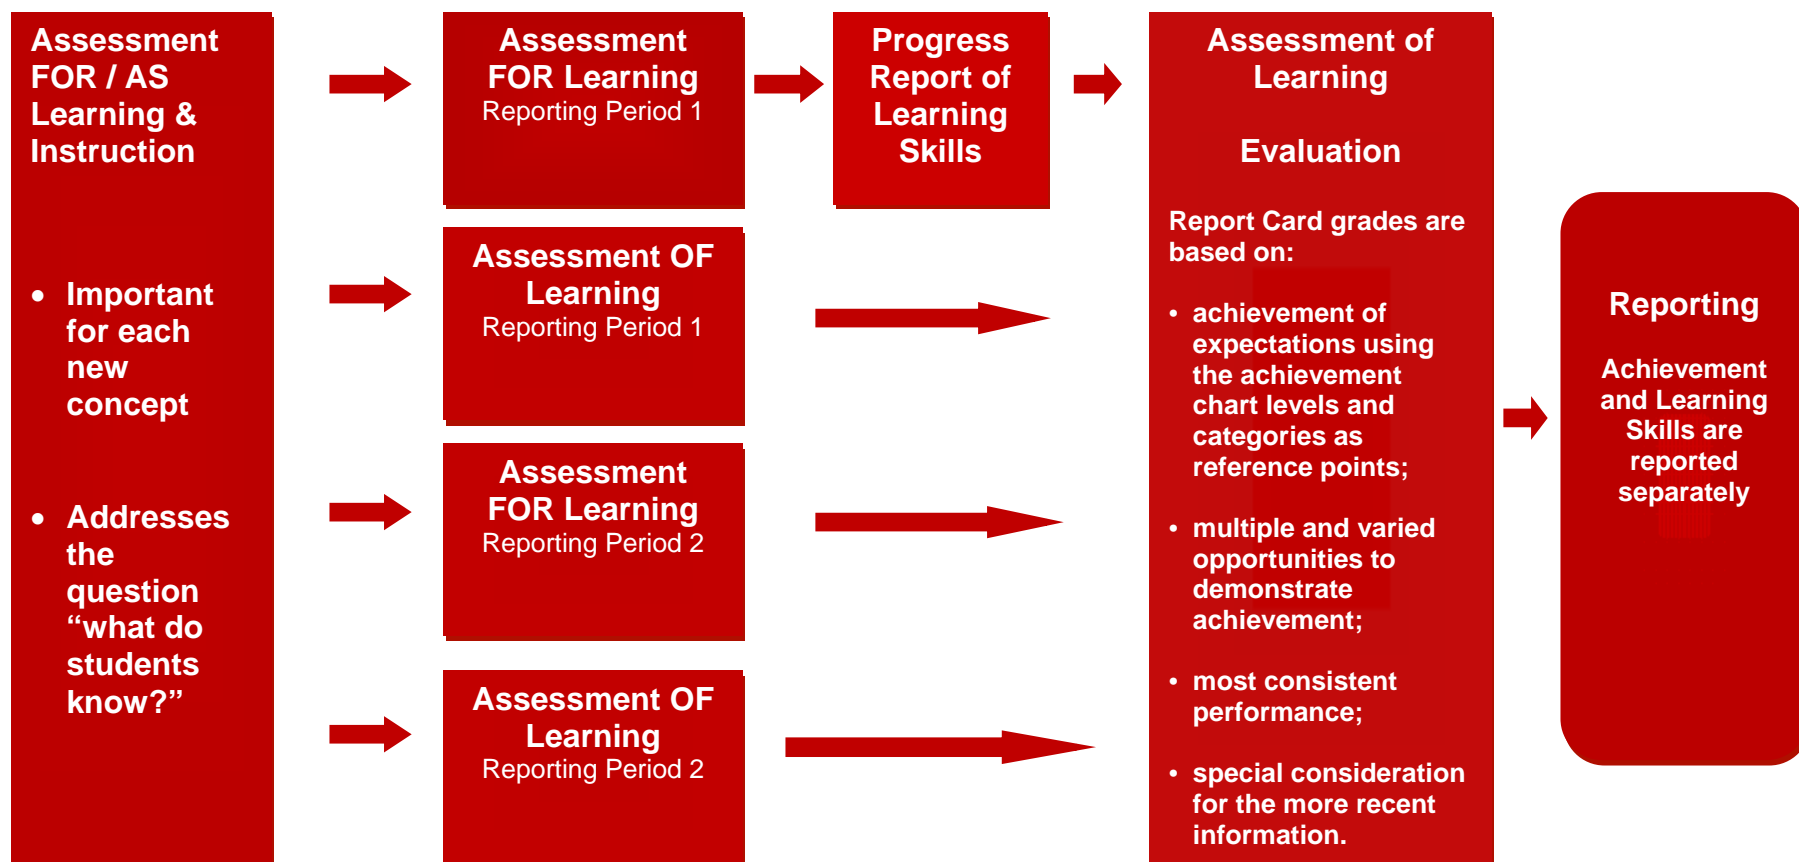 Assessment
FOR / AS
Learning &
Instruction
• Important
for each
new
concept
• Addresses
the
question
“what do
students
know?”
Assessment
FOR Learning
Reporting Period 1
Assessment OF
Learning
Reporting Period 1
Assessment
FOR Learning
Reporting Period 2
Assessment OF
Learning
Reporting Period 2
Progress
Report of
Learning
Skills
Assessment of
Learning
Evaluation
Report Card grades are
based on:
• achievement of
expectations using
the achievement
chart levels and
categories as
reference points;
• multiple and varied
opportunities to
demonstrate
achievement;
• most consistent
performance;
• special consideration
for the more recent
information.
Reporting
Achievement
and Learning
Skills are
reported
separately